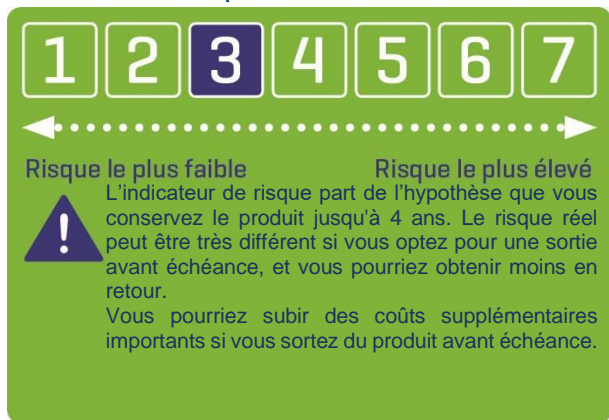 1 2 3 4 5 6 7
Risque le plus faible Risque le plus élevé
L'indicateur de risque part de l'hypothèse que vous
conservez le produit jusqu'à 4 ans. Le risque réel
peut être très différent si vous optez pour une sortie
avant échéance, et vous pourriez obtenir moins en
retour.
Vous pourriez subir des coûts supplémentaires
importants si vous sortez du produit avant échéance.